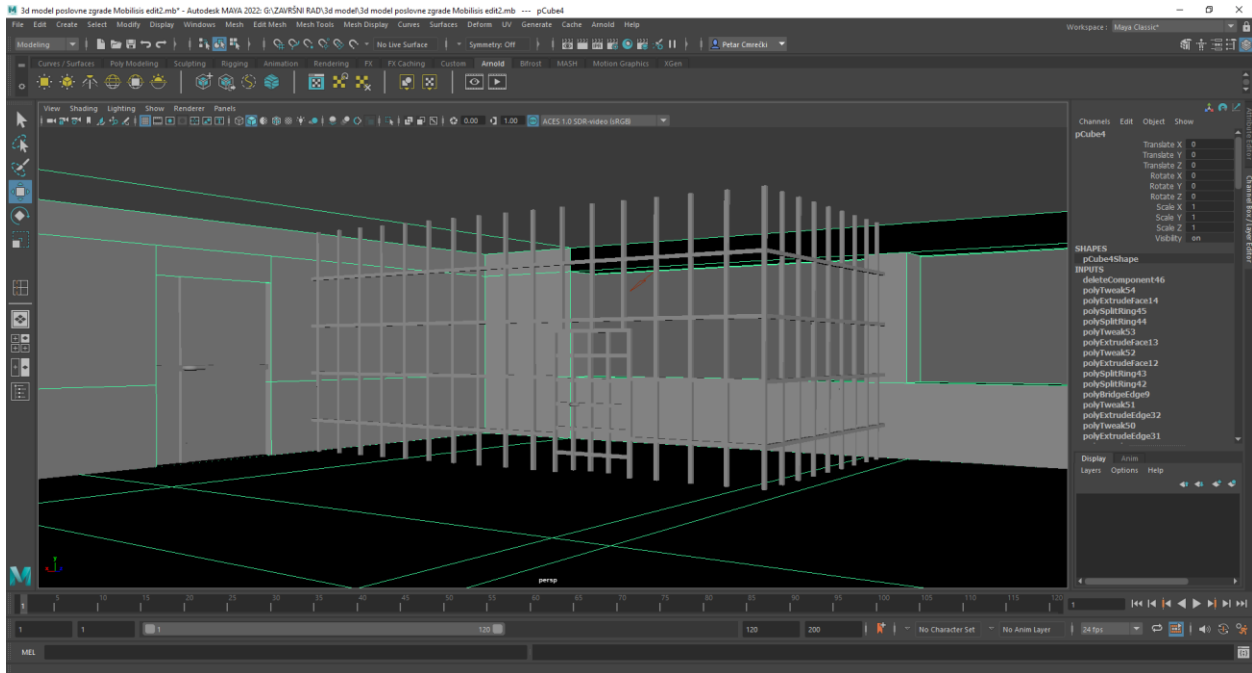 3d model poslovne zgrade Mobilisis edit2.mb* - Autodesk MAYA 2022: G:\ZAVRŠNI RAD\3d model\3d model poslovne zgrade Mobilisis edit2.mb --- pCube4
File Edit Create Select Modify Display Windows Mesh Edit Mesh Mesh Tools Mesh Display Curves Surfaces Deform UV Generate Cache Arnold Help
Workspace: Maya Classic*
Modeling No Live Surface Symmetry: Off Petar Cmrečki
Curves / Surfaces Poly Modeling Sculpting Rigging Animation Rendering FX FX Caching Custom Arnold Bifrost MASH Motion Graphics XGen
View Shading Lighting Show Renderer Panels
0.00 1.00 ACES 1.0 SDR-video (sRGB)
Channels Edit Object Show
pCube4
Translate X 0
Translate Y 0
Translate Z 0
Rotate X 0
Rotate Y 0
Rotate Z 0
Scale X 1
Scale Y 1
Scale Z 1
Visibility on
SHAPES
pCube4Shape
INPUTS
deleteComponent46
polyTweak54
polyExtrudeFace14
polySplitRing45
polySplitRing44
polyTweak53
polyExtrudeFace13
polyTweak52
polyExtrudeFace12
polySplitRing43
polySplitRing42
polyBridgeEdge9
polyTweak51
polyExtrudeEdge32
polyTweak50
polyExtrudeEdge31
Channel Box / Layer Editor
Attribute Editor
Display Anim
Layers Options Help
persp
1 5 10 15 20 25 30 35 40 45 50 55 60 65 70 75 80 85 90 95 100 105 110 115 120 1
1 1 1 120 120 200 No Character Set No Anim Layer 24 fps
MEL